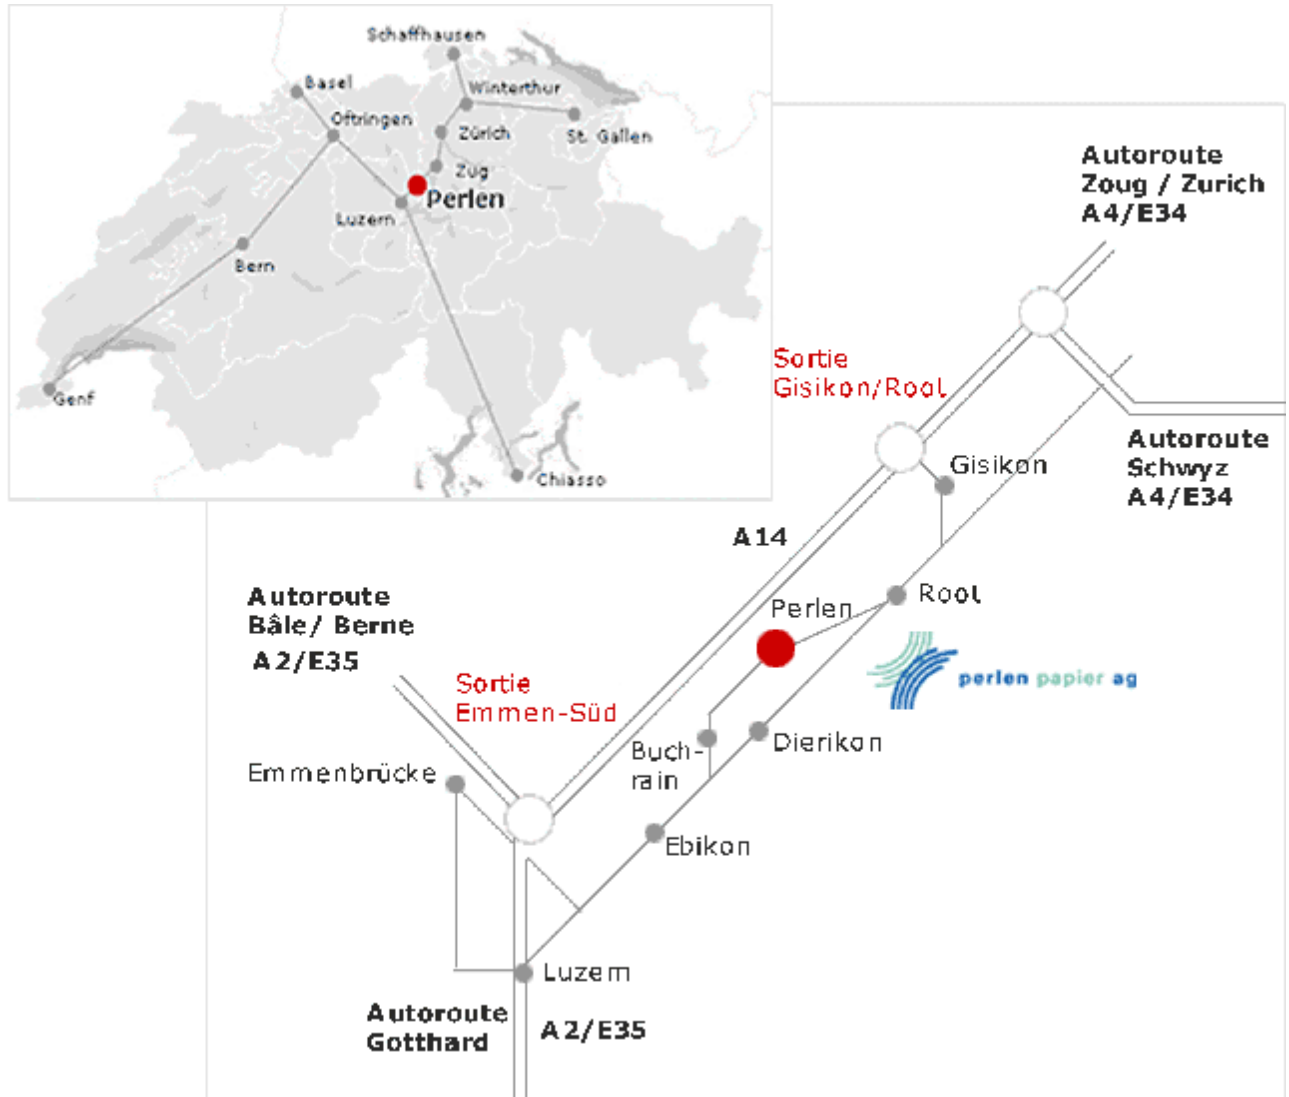 Schaffhausen
Basel
Winterthur
Oftringen
Zürich
St. Gallen
Zug
Perlen
Luzern
Bern
Genf
Chiasso
Autoroute
Zoug / Zurich
A4/E34
Sortie
Gisikon/Root
Autoroute
Schwyz
A4/E34
Gisikon
A14
Autoroute
Bâle/ Berne
A2/E35
Perlen
Root
perlen papier ag
Sortie
Emmen-Süd
Buch-
rain
Dierikon
Emmenbrücke
Ebikon
Luzern
Autoroute
Gotthard
A2/E35